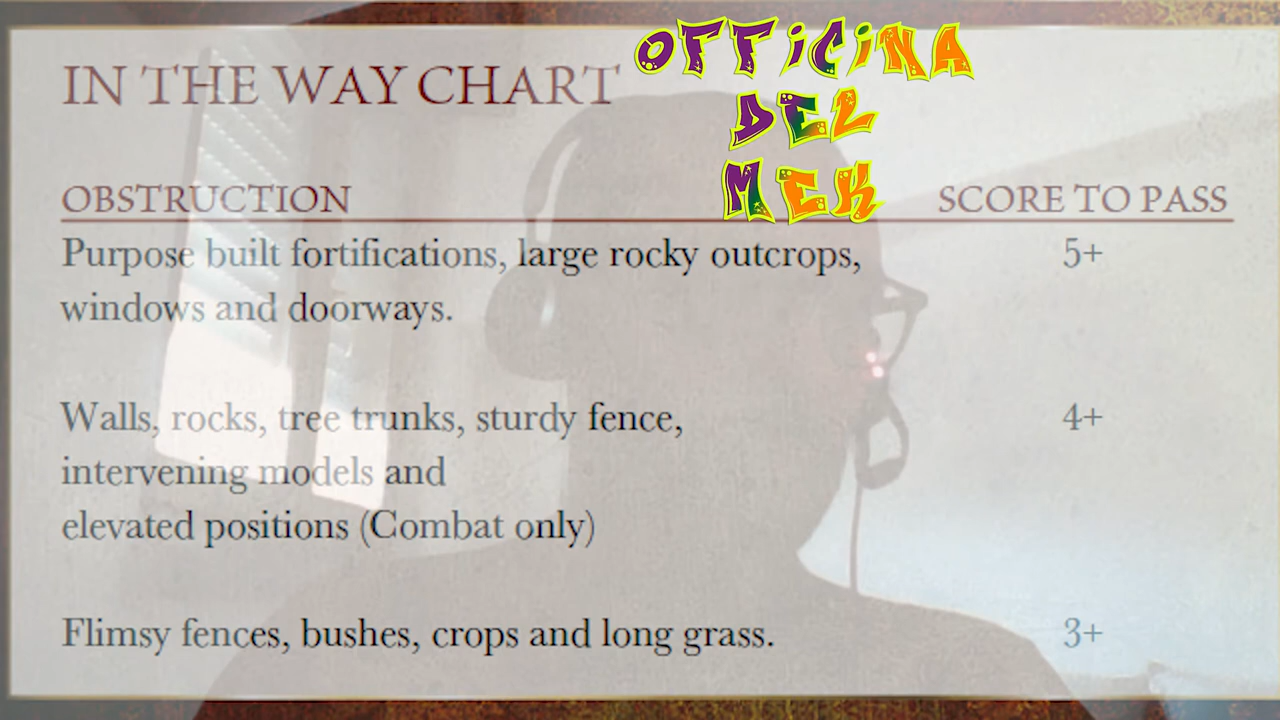 IN THE WAY CHART
OFFiCiNA
DEL
MEK
OBSTRUCTION SCORE TO PASS
Purpose built fortifications, large rocky outcrops, 5+
windows and doorways.
Walls, rocks, tree trunks, sturdy fence, 4+
intervening models and
elevated positions (Combat only)
Flimsy fences, bushes, crops and long grass. 3+